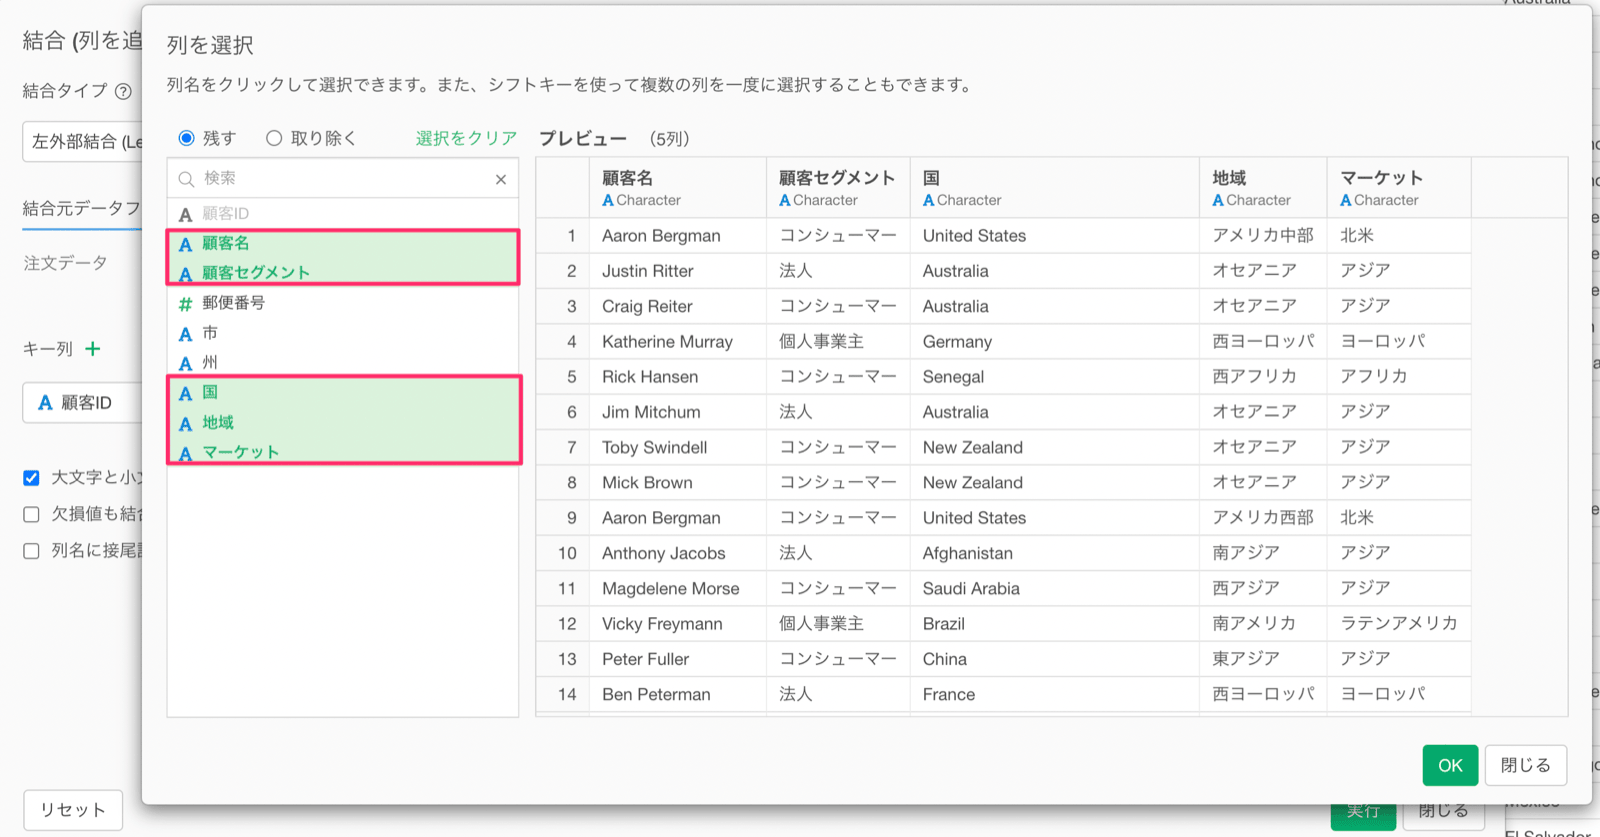 結合 (列を追
結合タイプ
左外部結合 (Le
結合元データフ
注文データ
キー列 +
A 顧客ID
大文字と小文
欠損値も結合
列名に接尾
リセット
列を選択
列名をクリックして選択できます。また、シフトキーを使って複数の列を一度に選択することもできます。
残す 取り除く 選択をクリア
検索
A 顧客ID
A 顧客名
A 顧客セグメント
# 郵便番号
A 市
A 州
A 国
A 地域
A マーケット
プレビュー （5列）
顧客名 顧客セグメント 国 地域 マーケット
A Character A Character A Character A Character A Character
1 Aaron Bergman コンシューマー United States アメリカ中部 北米
2 Justin Ritter 法人 Australia オセアニア アジア
3 Craig Reiter コンシューマー Australia オセアニア アジア
4 Katherine Murray 個人事業主 Germany 西ヨーロッパ ヨーロッパ
5 Rick Hansen コンシューマー Senegal 西アフリカ アフリカ
6 Jim Mitchum 法人 Australia オセアニア アジア
7 Toby Swindell コンシューマー New Zealand オセアニア アジア
8 Mick Brown コンシューマー New Zealand オセアニア アジア
9 Aaron Bergman コンシューマー United States アメリカ西部 北米
10 Anthony Jacobs 法人 Afghanistan 南アジア アジア
11 Magdelene Morse コンシューマー Saudi Arabia 西アジア アジア
12 Vicky Freymann 個人事業主 Brazil 南アメリカ ラテンアメリカ
13 Peter Fuller コンシューマー China 東アジア アジア
14 Ben Peterman 法人 France 西ヨーロッパ ヨーロッパ
OK 閉じる
実行 閉じる
El Salvador